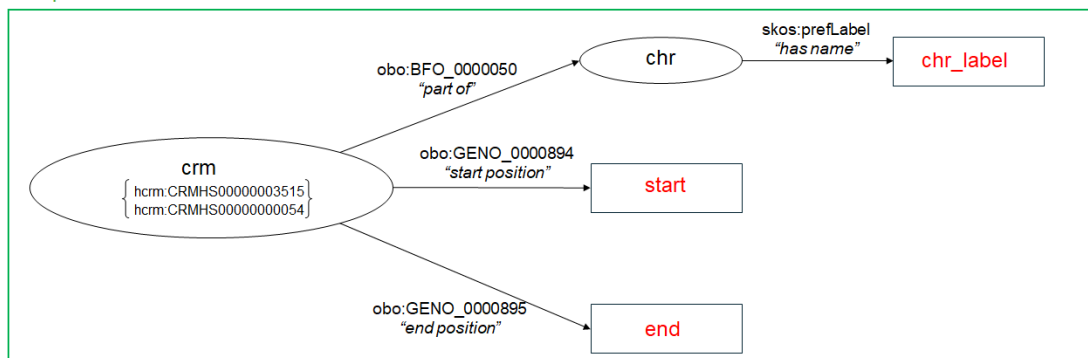 skos:prefLabel
"has name"
chr
chr_label
obo:BFO_0000050
"part of"
crm
hcrm:CRMHS00000003515
hcrm:CRMHS00000000054
obo:GENO_0000894
"start position"
start
obo:GENO_0000895
"end position"
end